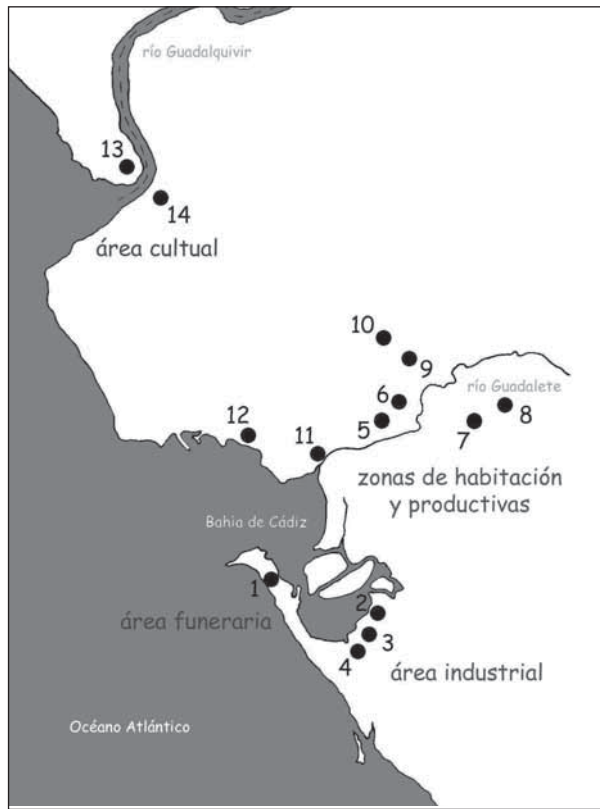 río Guadalquivir
13
14
área cultual
10
9
río Guadalete
6
8
12
5
7
11
zonas de habitación
y productivas
Bahía de Cádiz
1
2
área funeraria
3
4
área industrial
Océano Atlántico